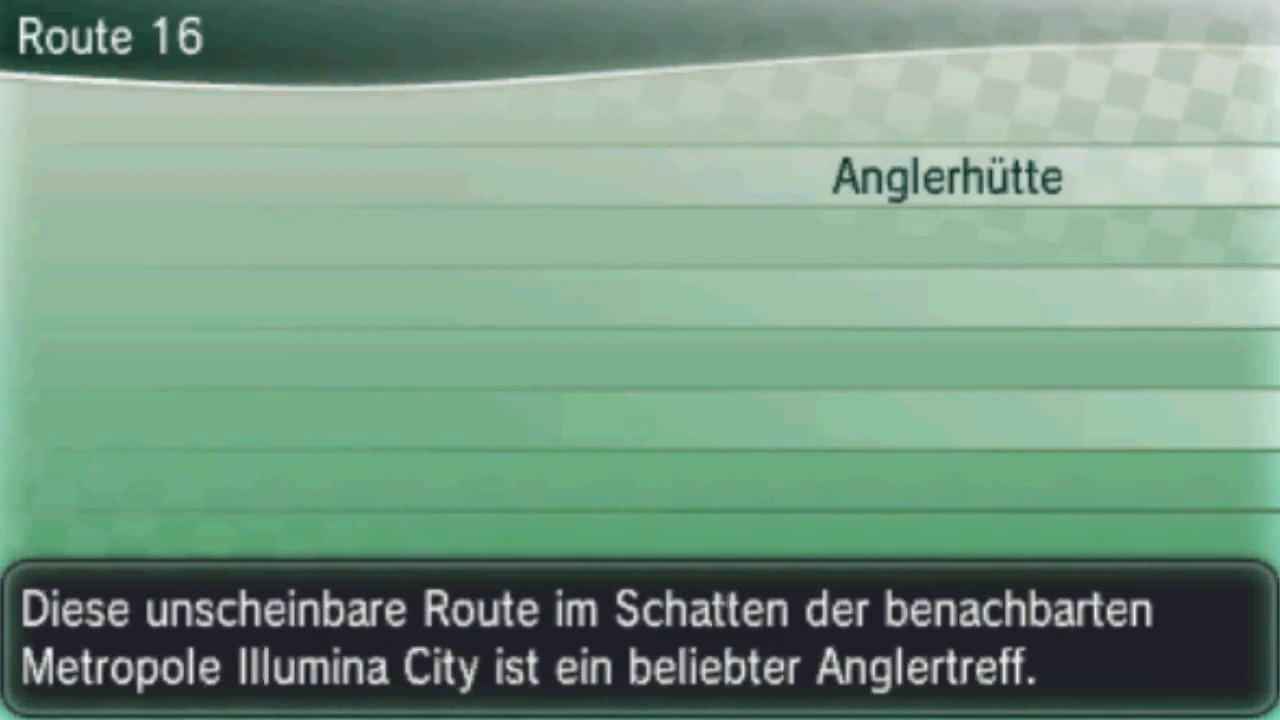 Route 16
Anglerhütte
Diese unscheinbare Route im Schatten der benachbarten
Metropole Illumina City ist ein beliebter Anglertreff.